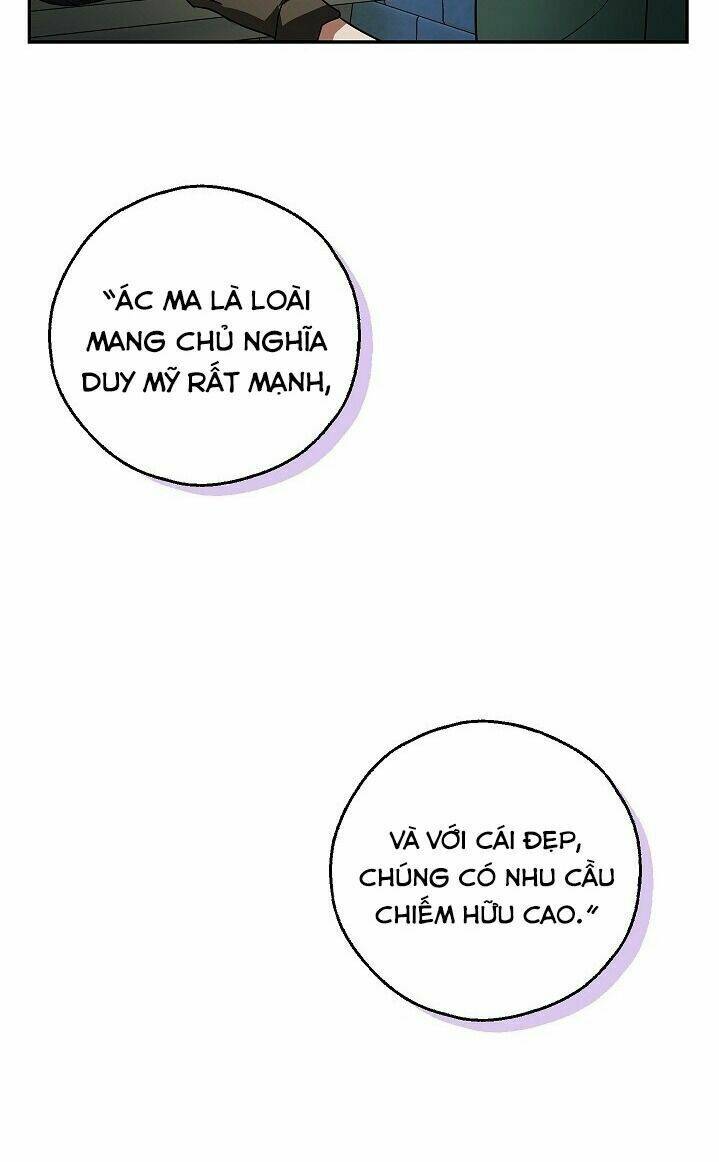 "ÁC MA LÀ LOÀI
MANG CHỦ NGHĨA
DUY MỸ RẤT MẠNH,
VÀ VỚI CÁI ĐẸP,
CHÚNG CÓ NHU CẦU
CHIẾM HỮU CAO."